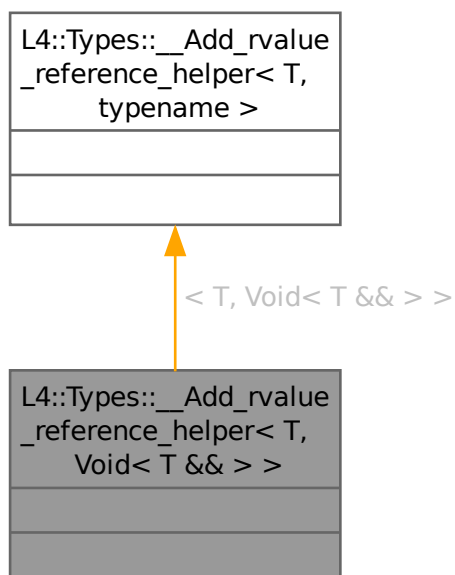 L4::Types::__Add_rvalue
_reference_helper< T,
typename >
< T, Void< T && > >
L4::Types::__Add_rvalue
_reference_helper< T,
Void< T && > >